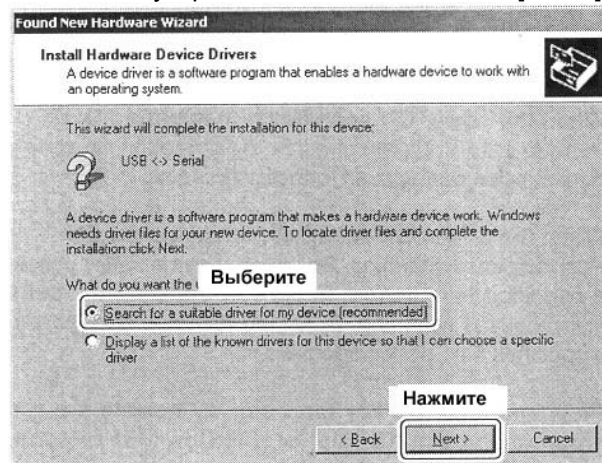 Found New Hardware Wizard
Install Hardware Device Drivers
A device driver is a software program that enables a hardware device to work with
an operating system.
This wizard will complete the installation for this device:
USB <-> Serial
A device driver is a software program that makes a hardware device work. Windows
needs driver files for your new device. To locate driver files and complete the
installation click Next.
What do you want the
Выберите
Search for a suitable driver for my device (recommended)
Display a list of the known drivers for this device so that I can choose a specific
driver
Нажмите
< Back Next > Cancel